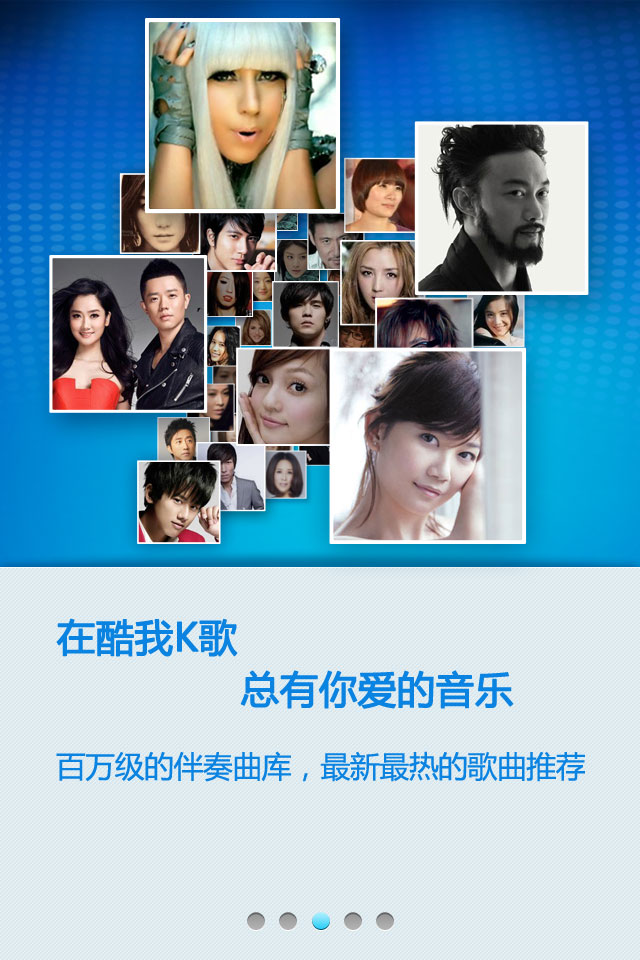 在酷我K歌
总有你爱的音乐
百万级的伴奏曲库，最新最热的歌曲推荐